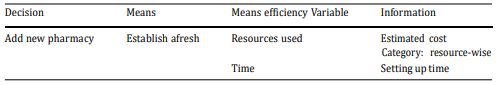 Decision Means Means efficiency Variable Information
Add new pharmacy Establish afresh Resources used Estimated cost
Category: resource-wise
Time Setting up time